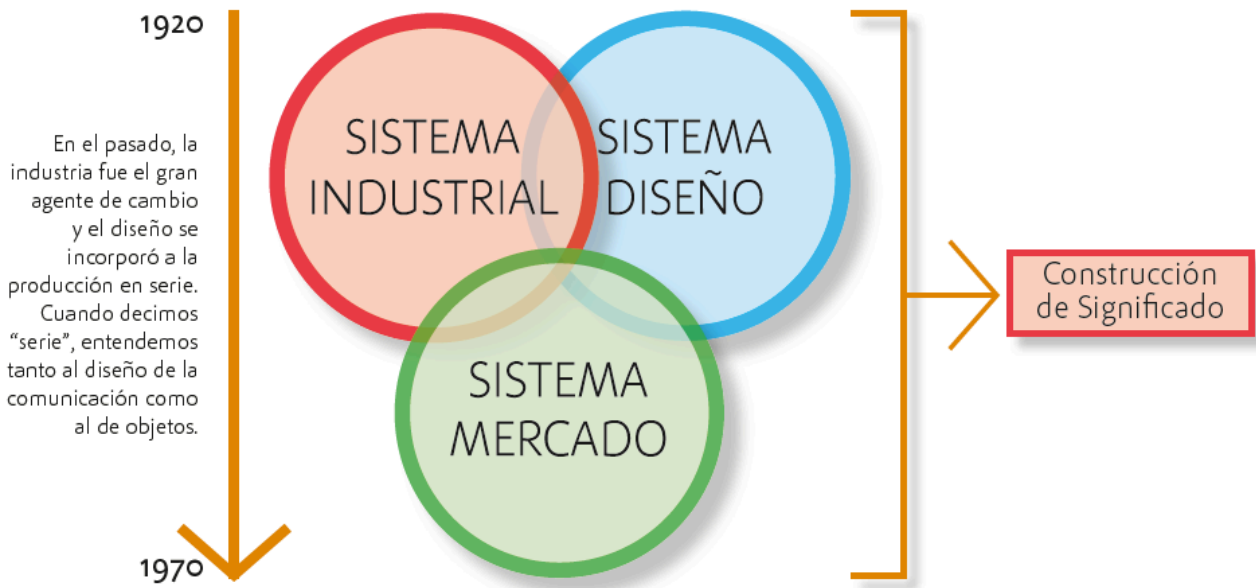 1920
En el pasado, la
industria fue el gran
agente de cambio
y el diseño se
incorporó a la
producción en serie.
Cuando decimos
“serie”, entendemos
tanto al diseño de la
comunicación como
al de objetos.
1970
SISTEMA
INDUSTRIAL
SISTEMA
DISEÑO
SISTEMA
MERCADO
Construcción
de Significado